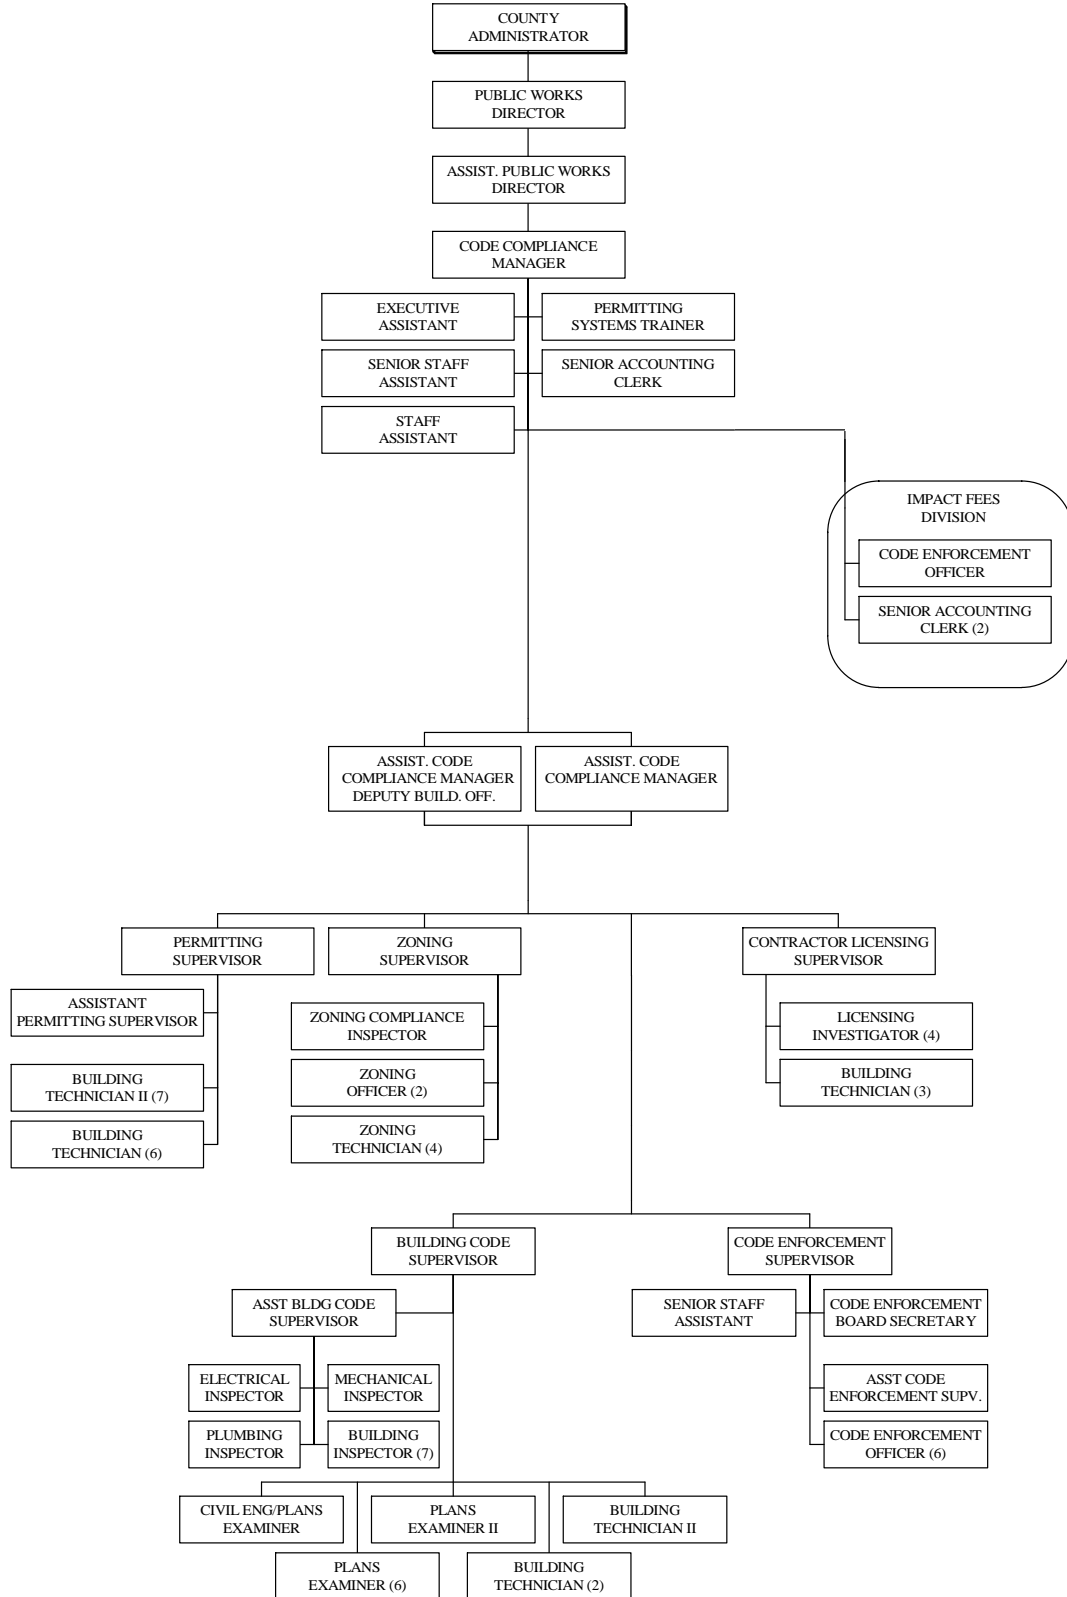 COUNTY
ADMINISTRATOR
PUBLIC WORKS
DIRECTOR
ASSIST. PUBLIC WORKS
DIRECTOR
CODE COMPLIANCE
MANAGER
EXECUTIVE
ASSISTANT
PERMITTING
SYSTEMS TRAINER
SENIOR STAFF
ASSISTANT
SENIOR ACCOUNTING
CLERK
STAFF
ASSISTANT
IMPACT FEES
DIVISION
CODE ENFORCEMENT
OFFICER
SENIOR ACCOUNTING
CLERK (2)
ASSIST. CODE
COMPLIANCE MANAGER
DEPUTY BUILD. OFF.
ASSIST. CODE
COMPLIANCE MANAGER
PERMITTING
SUPERVISOR
ZONING
SUPERVISOR
CONTRACTOR LICENSING
SUPERVISOR
ASSISTANT
PERMITTING SUPERVISOR
BUILDING
TECHNICIAN II (7)
BUILDING
TECHNICIAN (6)
ZONING COMPLIANCE
INSPECTOR
ZONING
OFFICER (2)
ZONING
TECHNICIAN (4)
LICENSING
INVESTIGATOR (4)
BUILDING
TECHNICIAN (3)
BUILDING CODE
SUPERVISOR
CODE ENFORCEMENT
SUPERVISOR
ASST BLDG CODE
SUPERVISOR
ELECTRICAL
INSPECTOR
MECHANICAL
INSPECTOR
PLUMBING
INSPECTOR
BUILDING
INSPECTOR (7)
SENIOR STAFF
ASSISTANT
CODE ENFORCEMENT
BOARD SECRETARY
ASST CODE
ENFORCEMENT SUPV.
CODE ENFORCEMENT
OFFICER (6)
CIVIL ENG/PLANS
EXAMINER
PLANS
EXAMINER II
BUILDING
TECHNICIAN II
PLANS
EXAMINER (6)
BUILDING
TECHNICIAN (2)